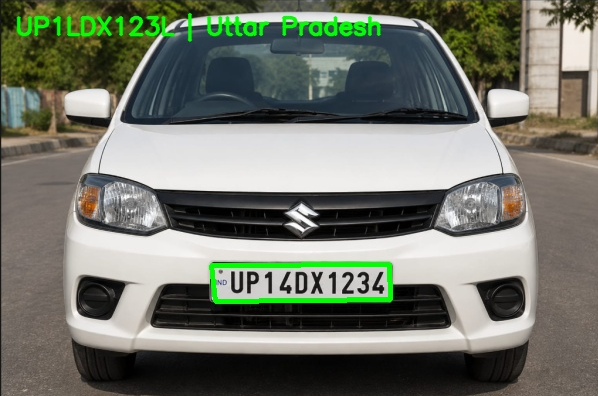 UP1LDX123L | Uttar Pradesh
IND UP14DX1234